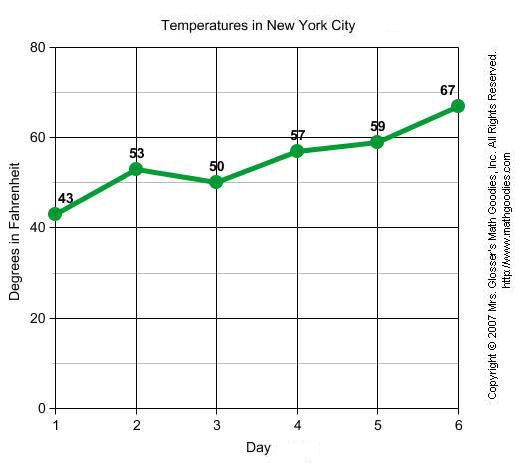 Temperatures in New York City
80
60
40
20
0
Degrees in Fahrenheit
43
53
50
57
59
67
1 2 3 4 5 6
Day
Copyright © 2007 Mrs. Glosser's Math Goodies, Inc. All Rights Reserved.
http://www.mathgoodies.com